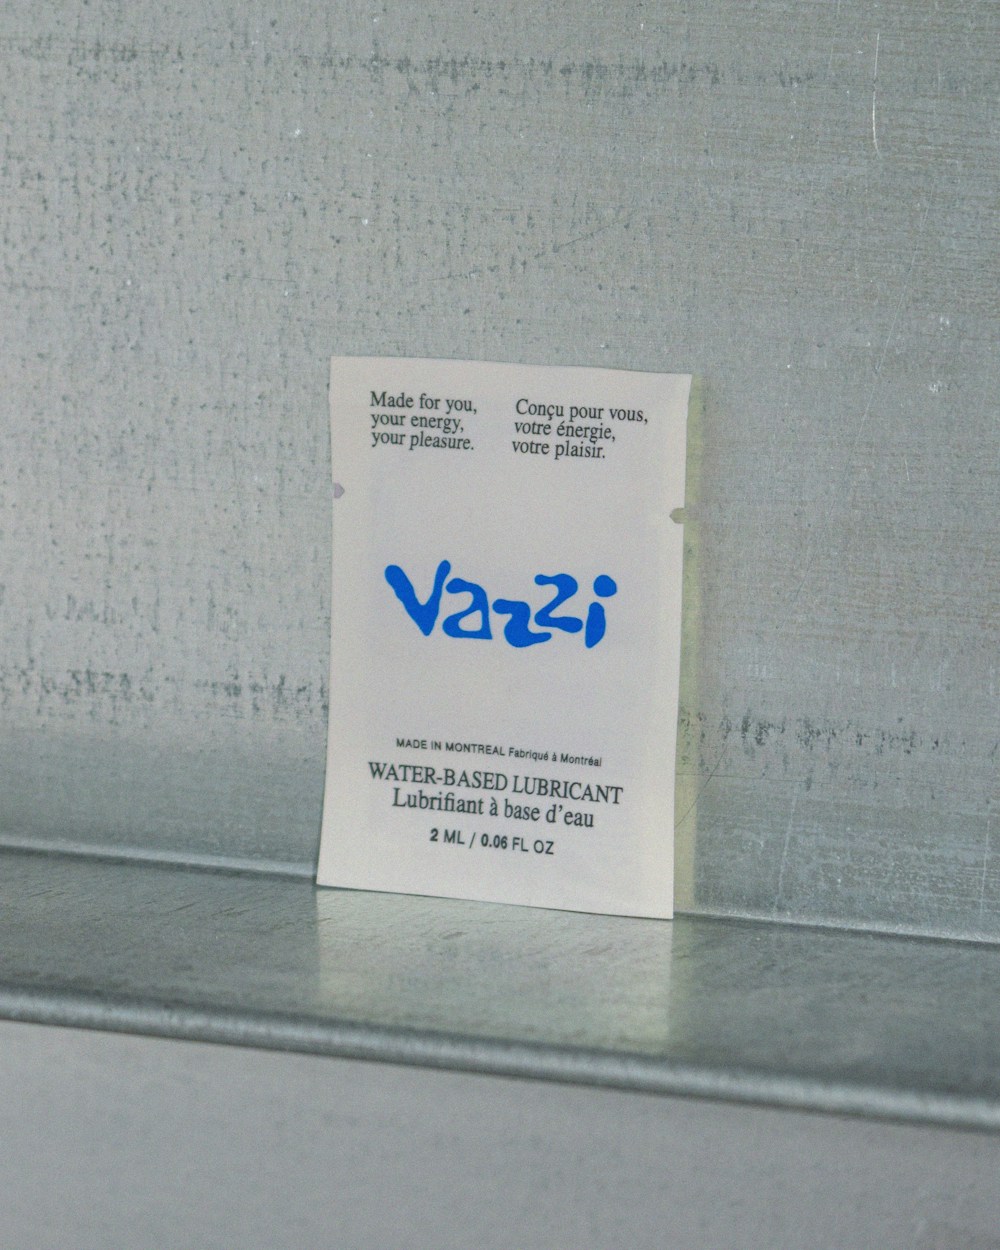 Made for you,
your energy,
your pleasure.
Conçu pour vous,
votre énergie,
votre plaisir.
vazzi
MADE IN MONTREAL Fabriqué à Montréal
WATER-BASED LUBRICANT
Lubrifiant à base d’eau
2 ML / 0.06 FL OZ